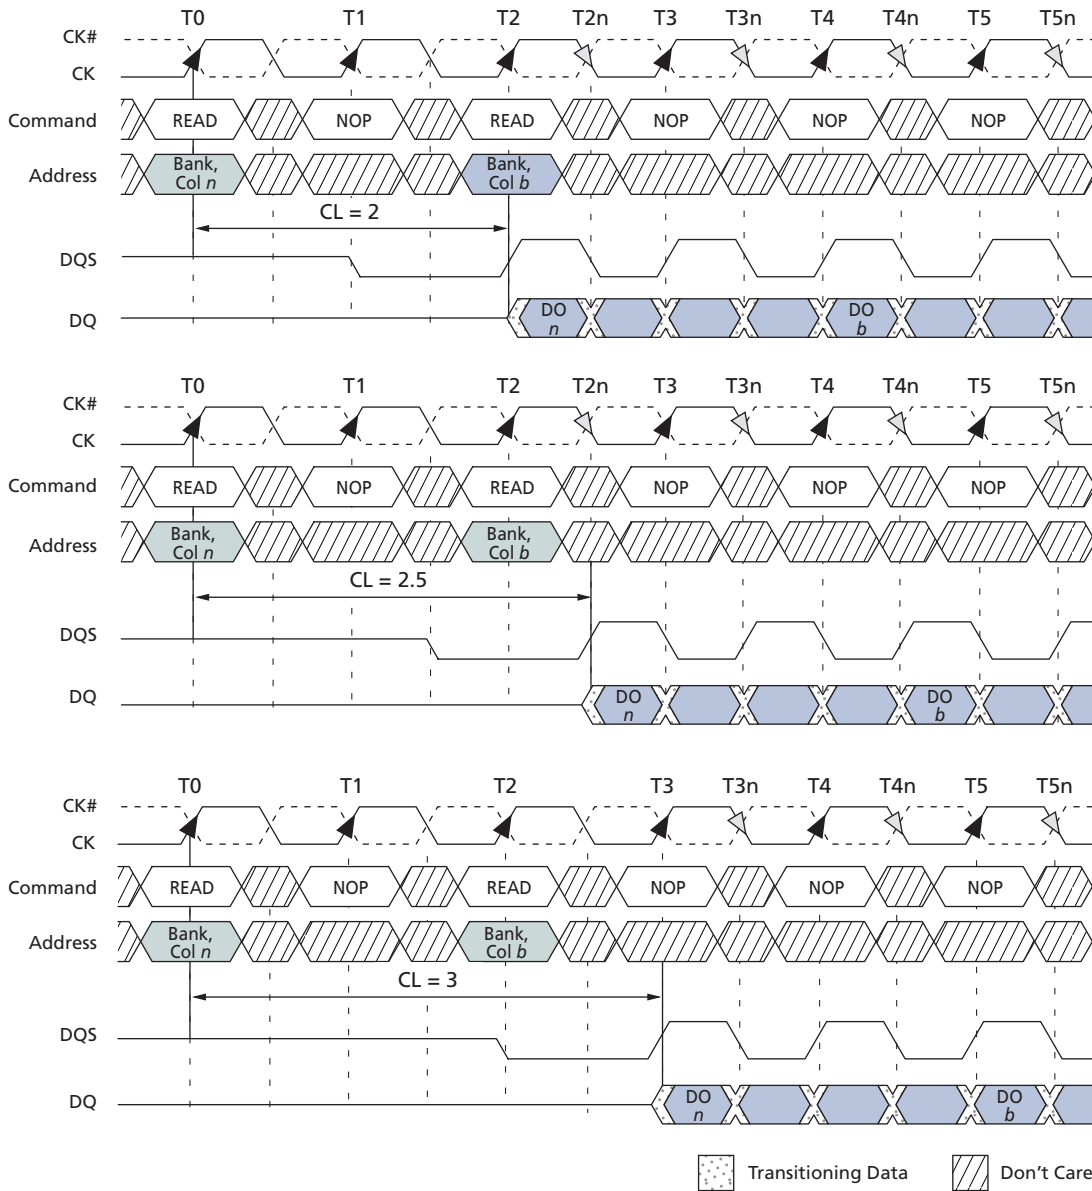 T0 T1 T2 T2n T3 T3n T4 T4n T5 T5n
CK#
CK
Command READ NOP READ NOP NOP NOP
Address Bank, Col n Bank, Col b
CL = 2
DQS
DQ DO n DO b
T0 T1 T2 T2n T3 T3n T4 T4n T5 T5n
CK#
CK
Command READ NOP READ NOP NOP NOP
Address Bank, Col n Bank, Col b
CL = 2.5
DQS
DQ DO n DO b
T0 T1 T2 T3 T3n T4 T4n T5 T5n
CK#
CK
Command READ NOP READ NOP NOP NOP
Address Bank, Col n Bank, Col b
CL = 3
DQS
DQ DO n DO b
Transitioning Data Don't Care